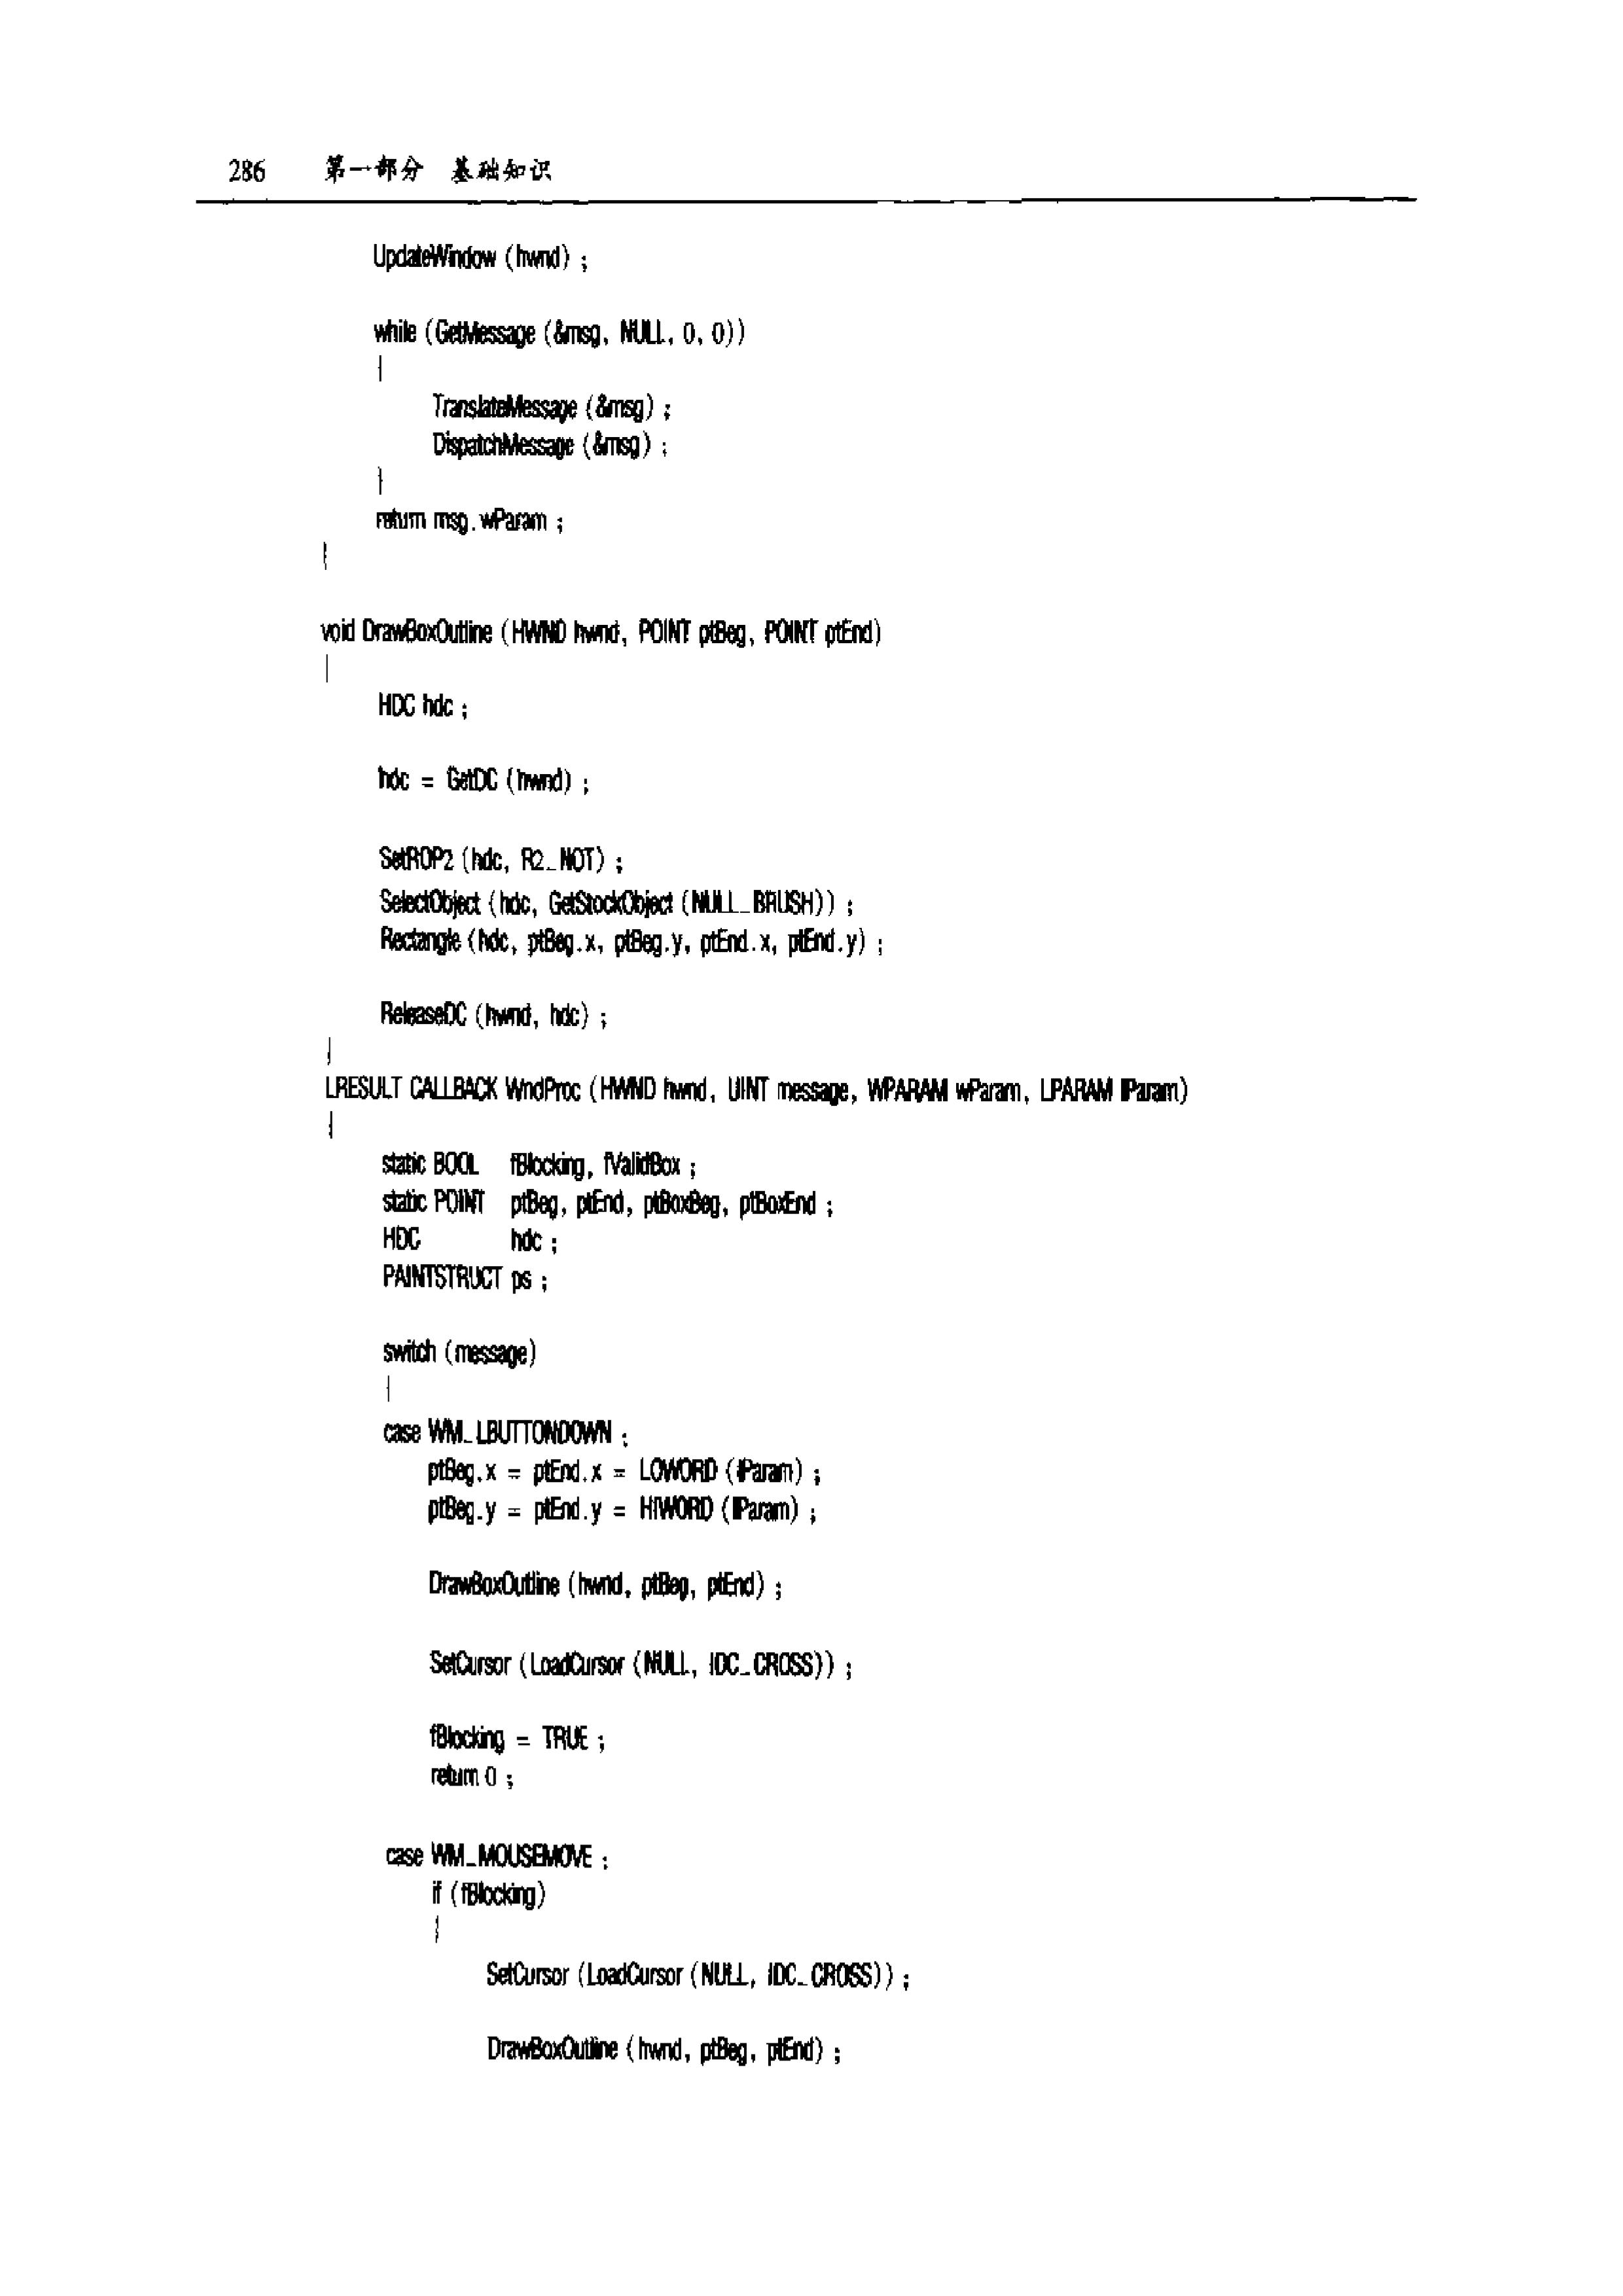 286 第一部分 基础知识
UpdateWindow (hwnd) ;
while (GetMessage (&msg, NULL, 0, 0))
{
TranslateMessage (&msg) ;
DispatchMessage (&msg) ;
}
return msg.wParam ;
}
void DrawBoxOutline (HWND hwnd, POINT ptBeg, POINT ptEnd)
{
HDC hdc ;
hdc = GetDC (hwnd) ;
SetROP2 (hdc, R2_NOT) ;
SelectObject (hdc, GetStockObject (NULL_BRUSH)) ;
Rectangle (hdc, ptBeg.x, ptBeg.y, ptEnd.x, ptEnd.y) ;
ReleaseDC (hwnd, hdc) ;
}
LRESULT CALLBACK WndProc (HWND hwnd, UINT message, WPARAM wParam, LPARAM lParam)
{
static BOOL fBlocking, fValidBox ;
static POINT ptBeg, ptEnd, ptBoxBeg, ptBoxEnd ;
HDC hdc ;
PAINTSTRUCT ps ;
switch (message)
{
case WM_LBUTTONDOWN :
ptBeg.x = ptEnd.x = LOWORD (lParam) ;
ptBeg.y = ptEnd.y = HIWORD (lParam) ;
DrawBoxOutline (hwnd, ptBeg, ptEnd) ;
SetCursor (LoadCursor (NULL, IDC_CROSS)) ;
fBlocking = TRUE ;
return 0 ;
case WM_MOUSEMOVE :
if (fBlocking)
{
SetCursor (LoadCursor (NULL, IDC_CROSS)) ;
DrawBoxOutline (hwnd, ptBeg, ptEnd) ;